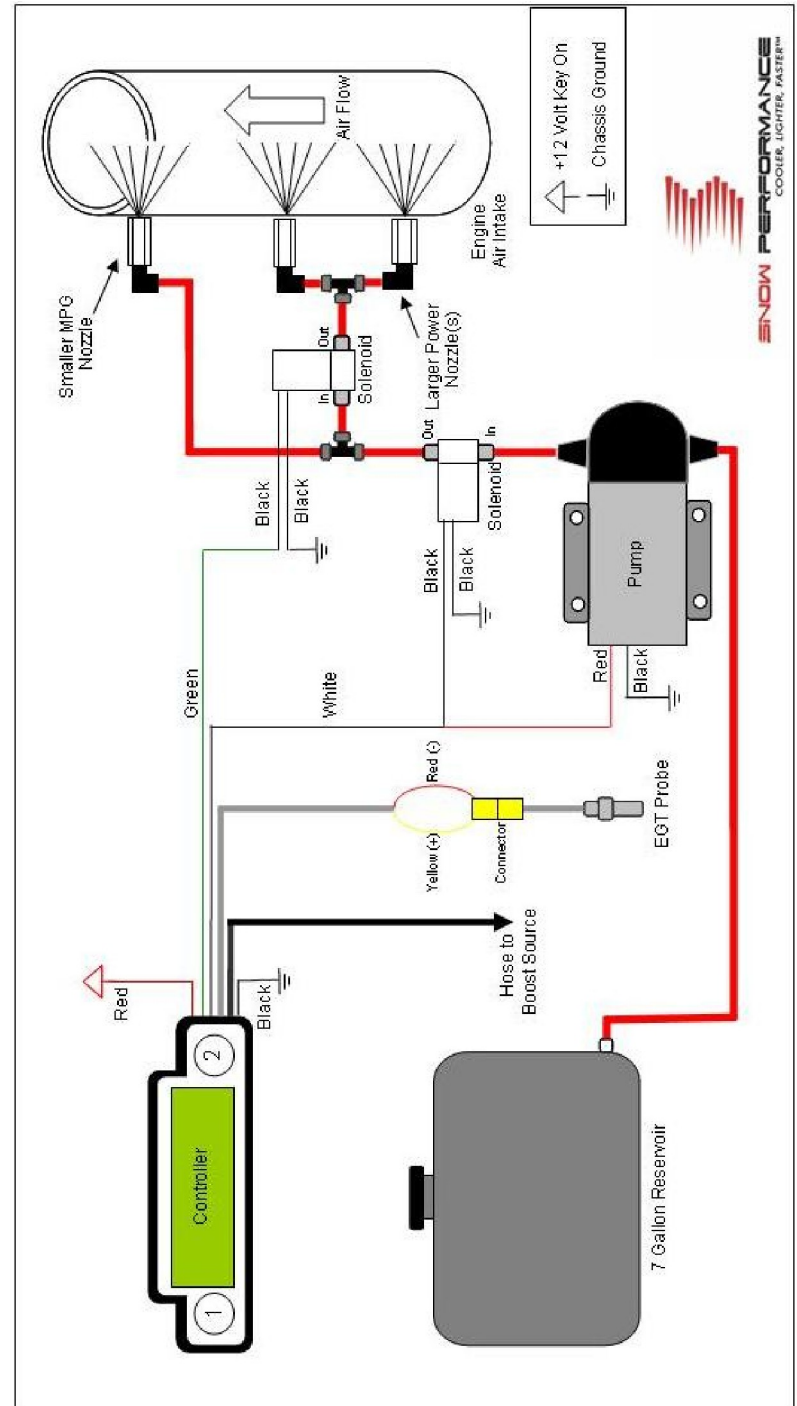 Controller
1
2
Red
Black
Green
White
Hose to
Boost Source
Yellow (+)
Red (-)
Connector
EGT Probe
7 Gallon Reservoir
Smaller MPG
Nozzle
Black
Black
In
Out
Solenoid
Larger Power
Nozzle(s)
Black
Black
Out
In
Solenoid
Red
Black
Pump
Air Flow
Engine
Air Intake
+12 Volt Key On
Chassis Ground
SNOW PERFORMANCE
COOLER, LIGHTER, FASTER™